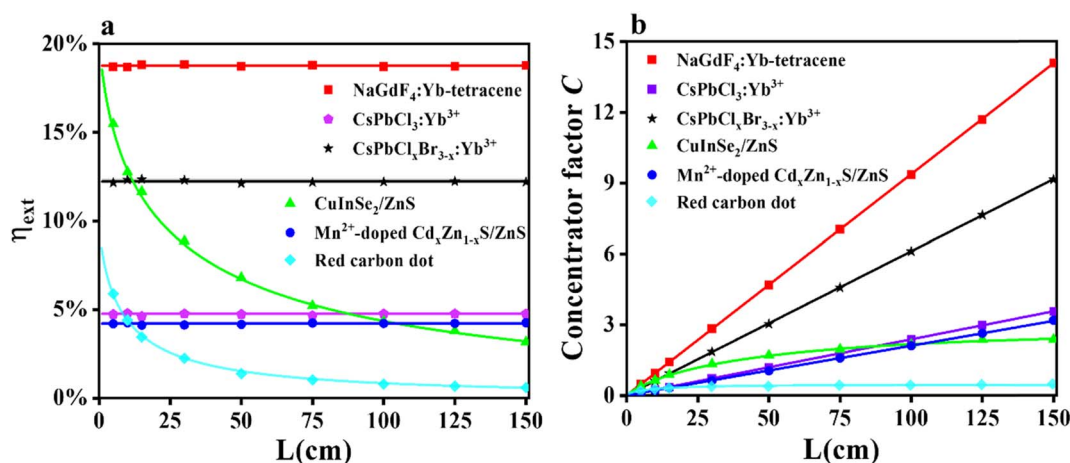 a
20%
15%
10%
5%
0%
η_ext
NaGdF₄:Yb-tetracene
CsPbCl₃:Yb³⁺
CsPbClₓBr₃₋ₓ:Yb³⁺
CuInSe₂/ZnS
Mn²⁺-doped CdₓZn₁₋ₓS/ZnS
Red carbon dot
0 25 50 75 100 125 150
L(cm)
b
15
12
9
6
3
0
Concentrator factor C
NaGdF₄:Yb-tetracene
CsPbCl₃:Yb³⁺
CsPbClₓBr₃₋ₓ:Yb³⁺
CuInSe₂/ZnS
Mn²⁺-doped CdₓZn₁₋ₓS/ZnS
Red carbon dot
0 25 50 75 100 125 150
L(cm)